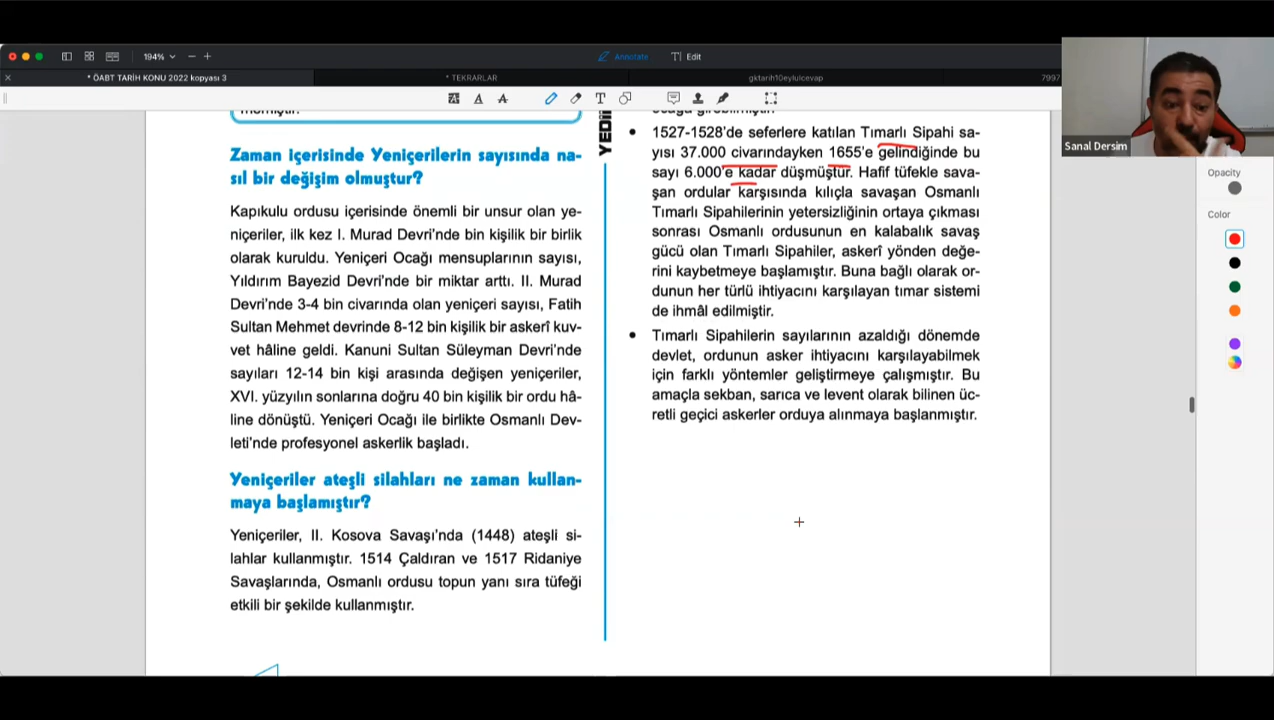 194%
Annotate
Edit
* ÖABT TARİH KONU 2022 kopyası 3
* TEKRARLAR
gktarih10eylulcevap
7997
Sanal Dersim
Opacity
Color
Zaman içerisinde Yeniçerilerin sayısında na-
sıl bir değişim olmuştur?
Kapıkulu ordusu içerisinde önemli bir unsur olan ye-
niçeriler, ilk kez I. Murad Devri'nde bin kişilik bir birlik
olarak kuruldu. Yeniçeri Ocağı mensuplarının sayısı,
Yıldırım Bayezid Devri'nde bir miktar arttı. II. Murad
Devri'nde 3-4 bin civarında olan yeniçeri sayısı, Fatih
Sultan Mehmet devrinde 8-12 bin kişilik bir askerî kuv-
vet hâline geldi. Kanuni Sultan Süleyman Devri'nde
sayıları 12-14 bin kişi arasında değişen yeniçeriler,
XVI. yüzyılın sonlarına doğru 40 bin kişilik bir ordu hâ-
line dönüştü. Yeniçeri Ocağı ile birlikte Osmanlı Dev-
leti'nde profesyonel askerlik başladı.
Yeniçeriler ateşli silahları ne zaman kullan-
maya başlamıştır?
Yeniçeriler, II. Kosova Savaşı'nda (1448) ateşli si-
lahlar kullanmıştır. 1514 Çaldıran ve 1517 Ridaniye
Savaşlarında, Osmanlı ordusu topun yanı sıra tüfeği
etkili bir şekilde kullanmıştır.
YEDİİ
• 1527-1528'de seferlere katılan Tımarlı Sipahi sa-
yısı 37.000 civarındayken 1655'e gelindiğinde bu
sayı 6.000'e kadar düşmüştür. Hafif tüfekle sava-
şan ordular karşısında kılıçla savaşan Osmanlı
Tımarlı Sipahilerinin yetersizliğinin ortaya çıkması
sonrası Osmanlı ordusunun en kalabalık savaş
gücü olan Tımarlı Sipahiler, askerî yönden değe-
rini kaybetmeye başlamıştır. Buna bağlı olarak or-
dunun her türlü ihtiyacını karşılayan tımar sistemi
de ihmâl edilmiştir.
• Tımarlı Sipahilerin sayılarının azaldığı dönemde
devlet, ordunun asker ihtiyacını karşılayabilmek
için farklı yöntemler geliştirmeye çalışmıştır. Bu
amaçla sekban, sarıca ve levent olarak bilinen üc-
retli geçici askerler orduya alınmaya başlanmıştır.